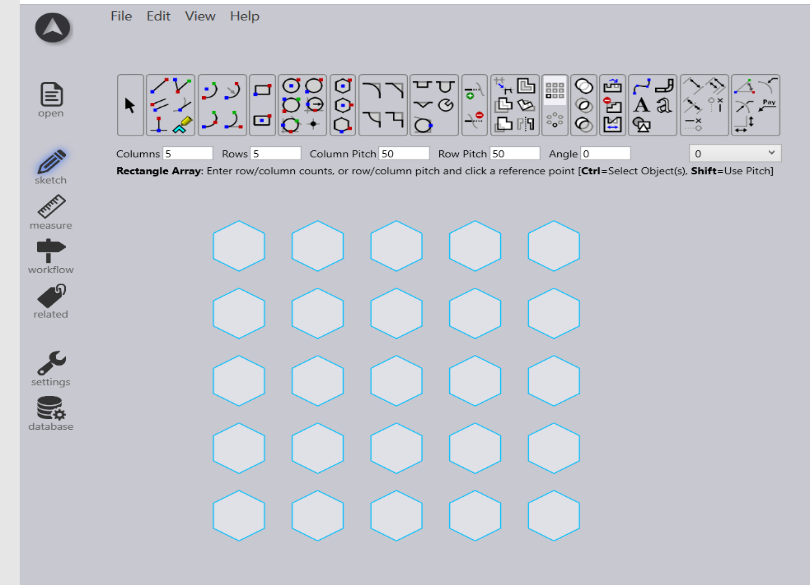 File Edit View Help
open
sketch
measure
workflow
related
settings
database
A a
Pav
Columns 5 Rows 5 Column Pitch 50 Row Pitch 50 Angle 0 0
Rectangle Array: Enter row/column counts, or row/column pitch and click a reference point [Ctrl=Select Object(s), Shift=Use Pitch]